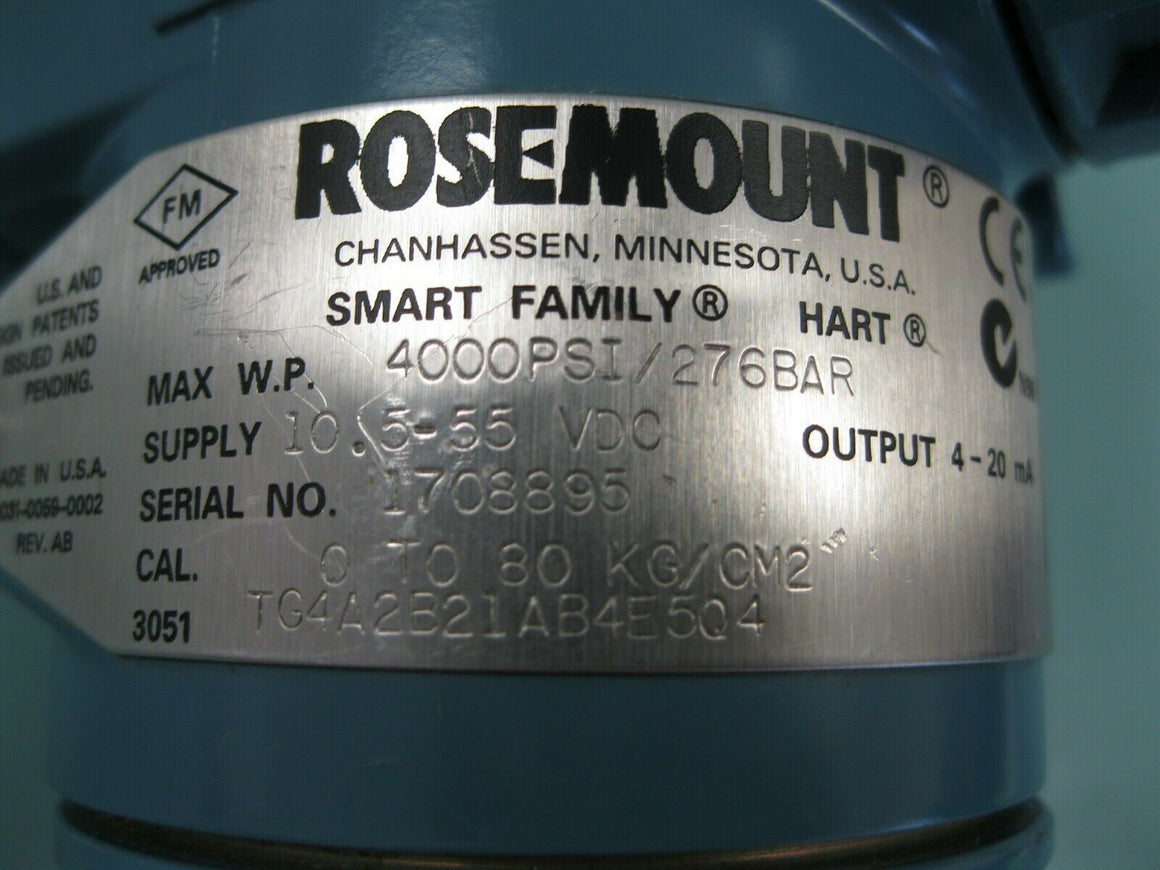 ROSEMOUNT®
FM
APPROVED
CHANHASSEN, MINNESOTA, U.S.A.
SMART FAMILY® HART®
CE
U.S. AND
PATENTS
ISSUED AND
PENDING.
MAX W.P. 4000PSI/276BAR
SUPPLY 10.5-55 VDC OUTPUT 4-20 mA
SERIAL NO. 1708895
IN U.S.A.
REV. AB
CAL. 0 TO 80 KG/CM2
3051 TG4A2B21AB4E5Q4